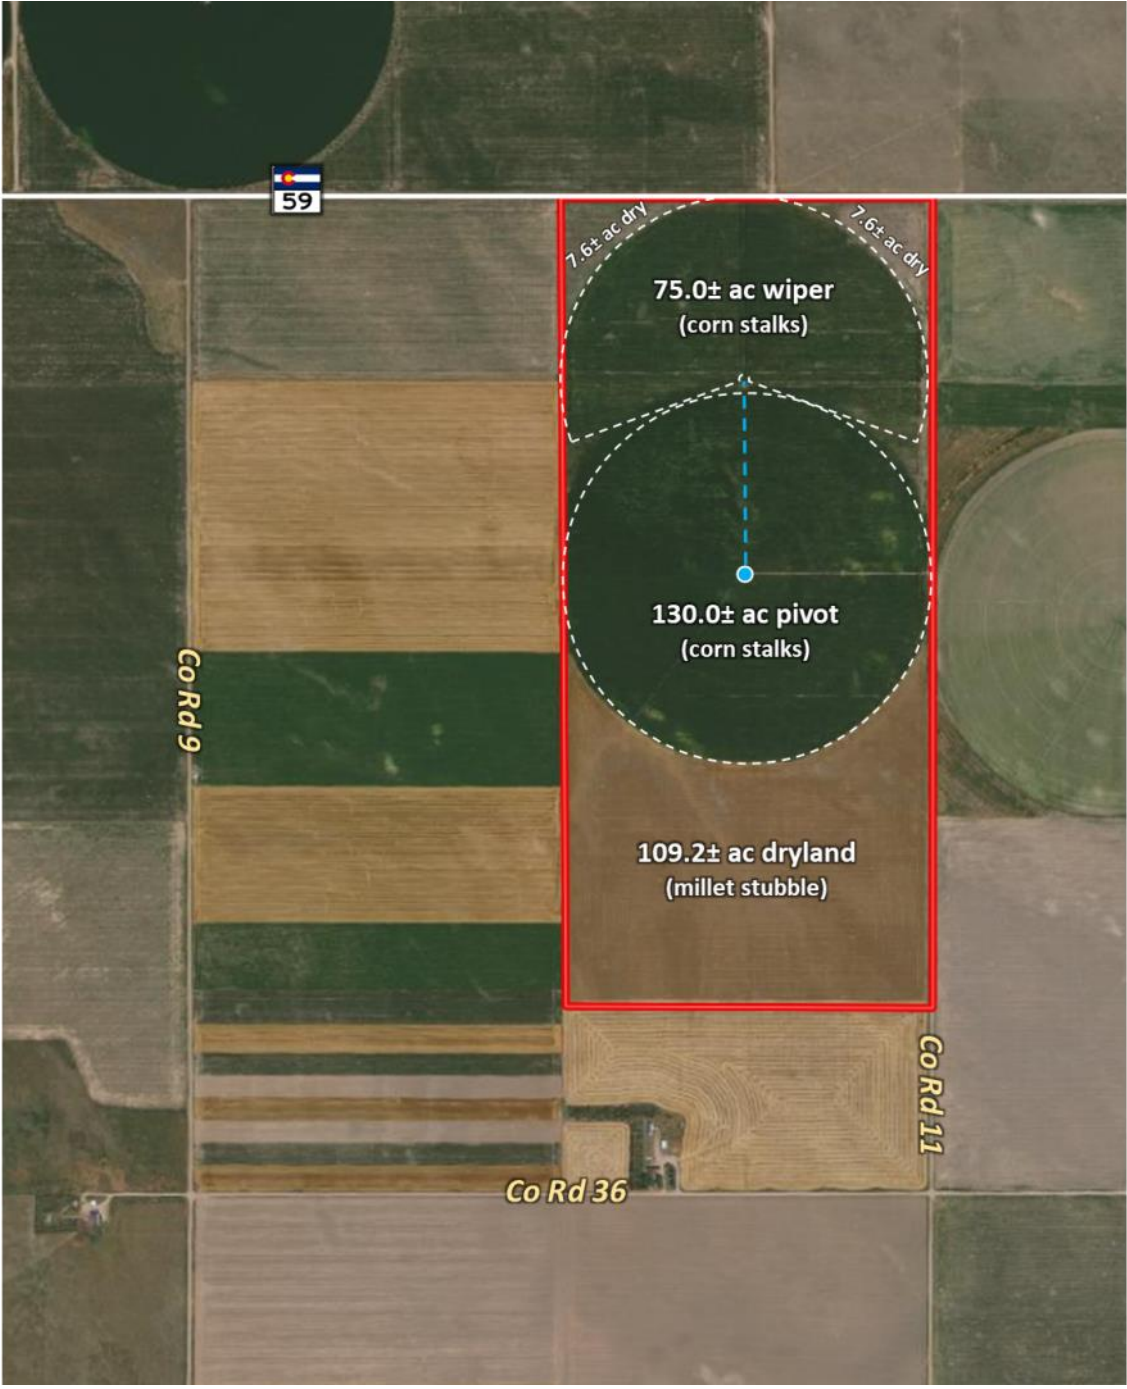 59
7.6± ac dry
7.6± ac dry
75.0± ac wiper
(corn stalks)
130.0± ac pivot
(corn stalks)
Co Rd 9
109.2± ac dryland
(millet stubble)
Co Rd 11
Co Rd 36